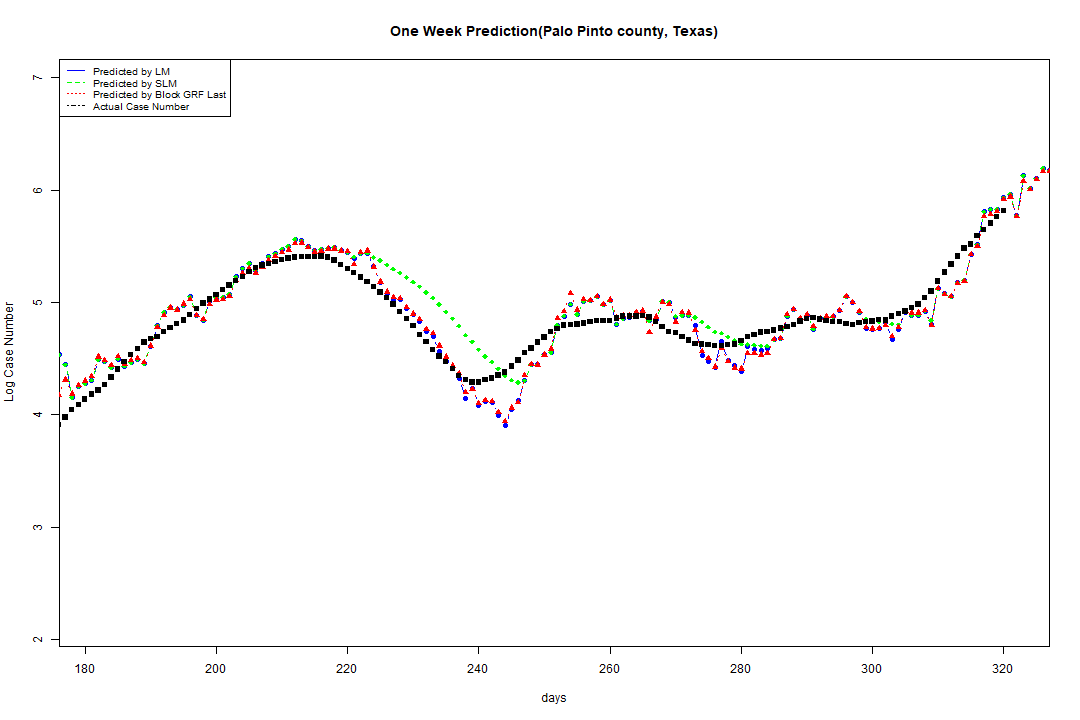 One Week Prediction(Palo Pinto county, Texas)
Predicted by LM
Predicted by SLM
Predicted by Block GRF Last
Actual Case Number
7
6
5
4
3
2
Log Case Number
180 200 220 240 260 280 300 320
days